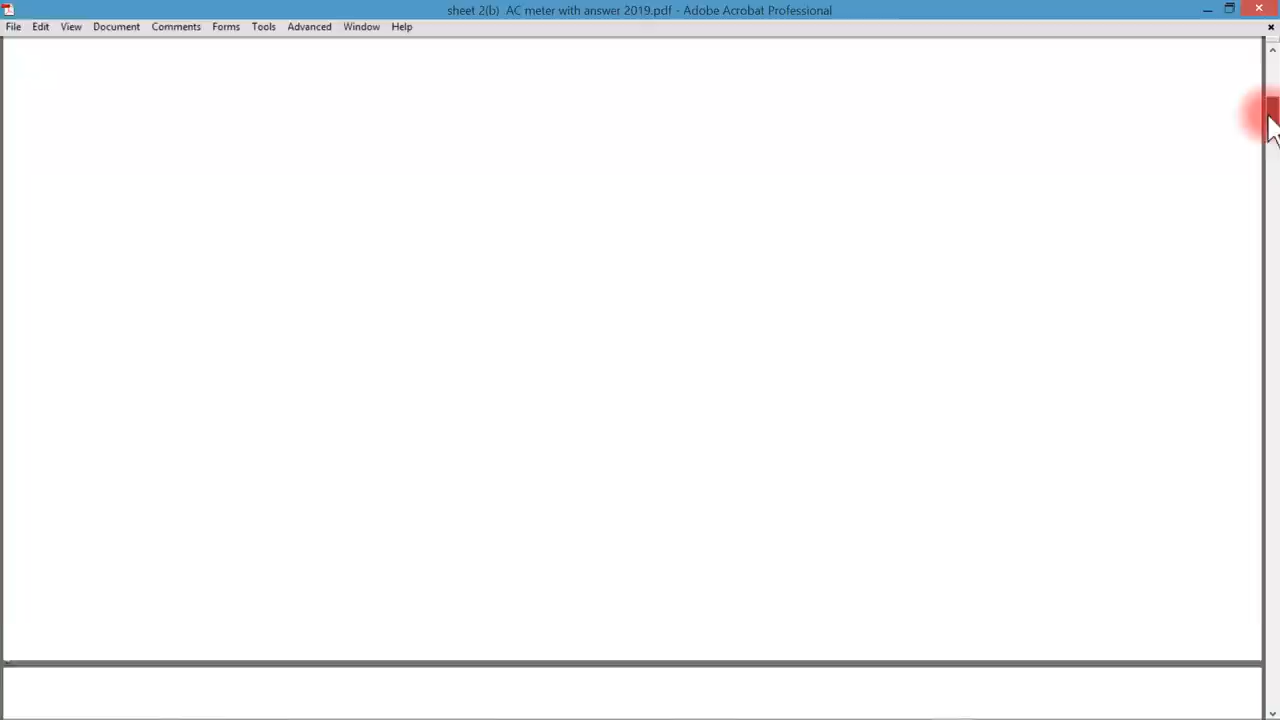 sheet 2(b)  AC meter with answer 2019.pdf - Adobe Acrobat Professional
File Edit View Document Comments Forms Tools Advanced Window Help